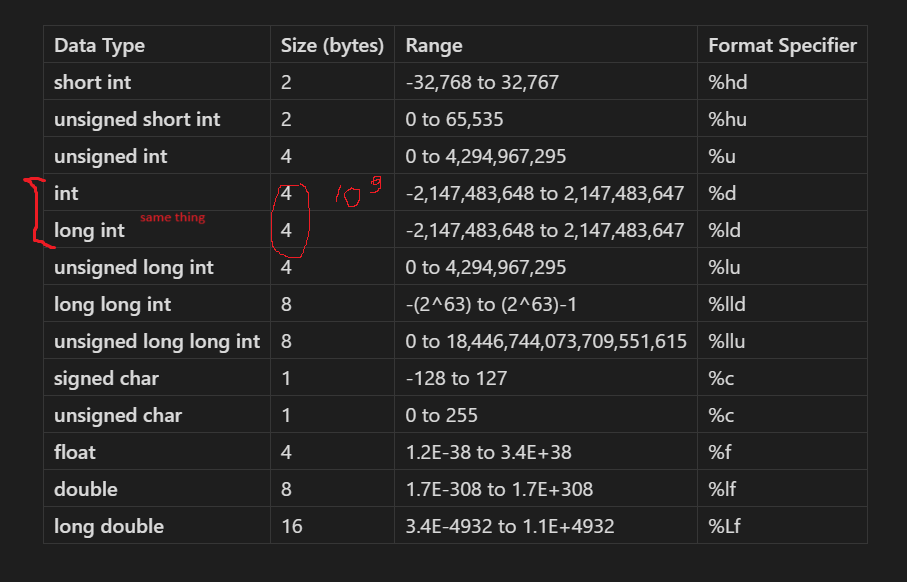 Data Type Size (bytes) Range Format Specifier
short int 2 -32,768 to 32,767 %hd
unsigned short int 2 0 to 65,535 %hu
unsigned int 4 0 to 4,294,967,295 %u
int 4 10^9 -2,147,483,648 to 2,147,483,647 %d
same thing
long int 4 -2,147,483,648 to 2,147,483,647 %ld
unsigned long int 4 0 to 4,294,967,295 %lu
long long int 8 -(2^63) to (2^63)-1 %lld
unsigned long long int 8 0 to 18,446,744,073,709,551,615 %llu
signed char 1 -128 to 127 %c
unsigned char 1 0 to 255 %c
float 4 1.2E-38 to 3.4E+38 %f
double 8 1.7E-308 to 1.7E+308 %lf
long double 16 3.4E-4932 to 1.1E+4932 %Lf